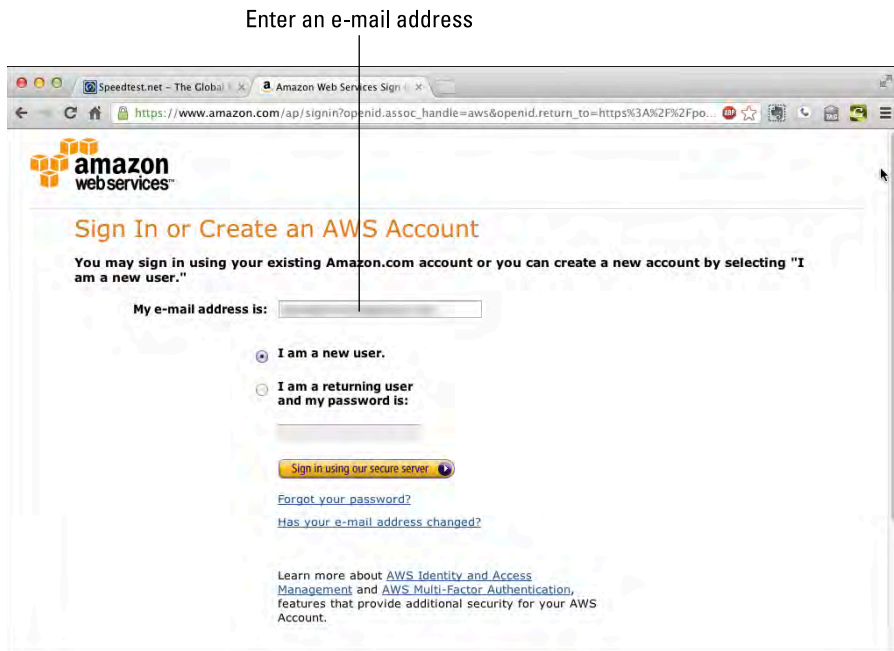 Enter an e-mail address
Speedtest.net – The Global
Amazon Web Services Sign
https://www.amazon.com/ap/signin?openid.assoc_handle=aws&openid.return_to=https%3A%2F%2Fpo...
amazon
webservices™
Sign In or Create an AWS Account
You may sign in using your existing Amazon.com account or you can create a new account by selecting "I
am a new user."
My e-mail address is:
I am a new user.
I am a returning user
and my password is:
Sign in using our secure server
Forgot your password?
Has your e-mail address changed?
Learn more about AWS Identity and Access
Management and AWS Multi-Factor Authentication,
features that provide additional security for your AWS
Account.